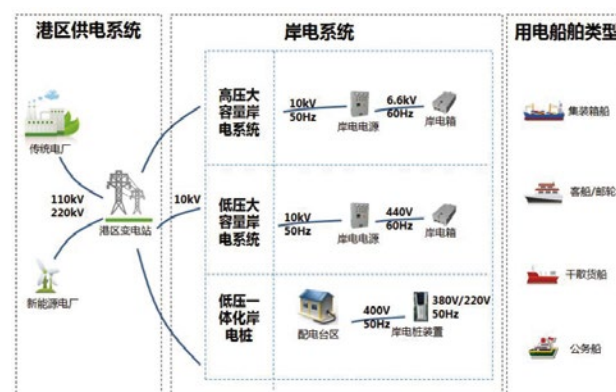 港区供电系统
岸电系统
用电船舶类型
传统电厂
110kV
220kV
港区变电站
新能源电厂
10kV
高压大
容量岸
电系统
10kV
50Hz
岸电电源
6.6kV
60Hz
岸电箱
低压大
容量岸
电系统
10kV
50Hz
岸电电源
440V
60Hz
岸电箱
低压一
体化岸
电桩
配电台区
400V
50Hz
380V/220V
50Hz
岸电桩装置
集装箱船
客船/邮轮
干散货船
公务船